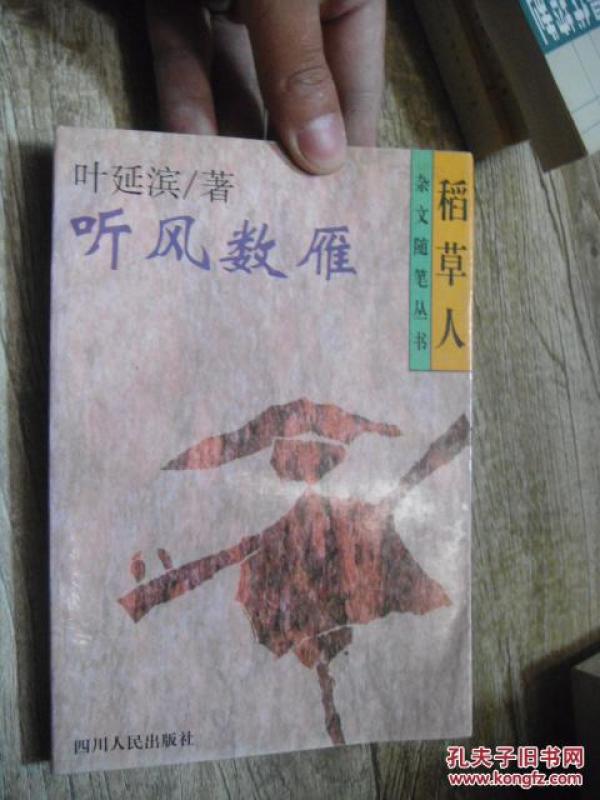 叶延滨/著
听风数雁
稻草人
杂文随笔丛书
四川人民出版社
孔夫子旧书网
www.kongfz.com